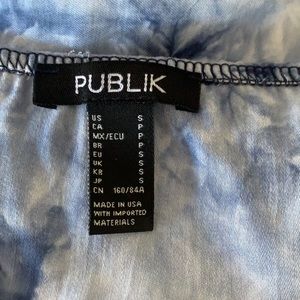 PUBLIK
US S
CA P
MX/ECU P
BR P
EU S
UK S
KR S
JP S
CN 160/84A
MADE IN USA
WITH IMPORTED
MATERIALS